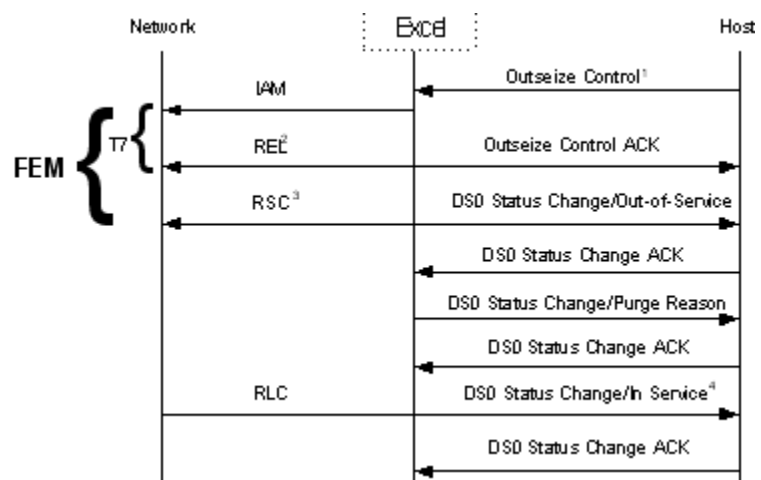 Network Excel Host
Outseize Control¹
IAM
T7
REL² Outseize Control ACK
FEM
RSC³ DS0 Status Change/Out-of-Service
DS0 Status Change ACK
DS0 Status Change/Purge Reason
DS0 Status Change ACK
RLC DS0 Status Change/In Service⁴
DS0 Status Change ACK